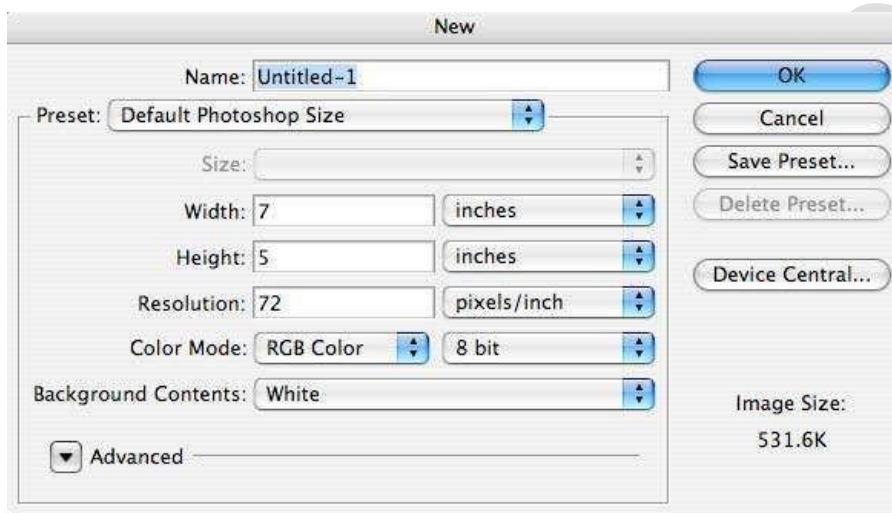 New
Name: Untitled-1
OK
Preset: Default Photoshop Size
Cancel
Size:
Save Preset...
Width: 7 inches
Delete Preset...
Height: 5 inches
Device Central...
Resolution: 72 pixels/inch
Color Mode: RGB Color 8 bit
Background Contents: White
Image Size:
531.6K
Advanced